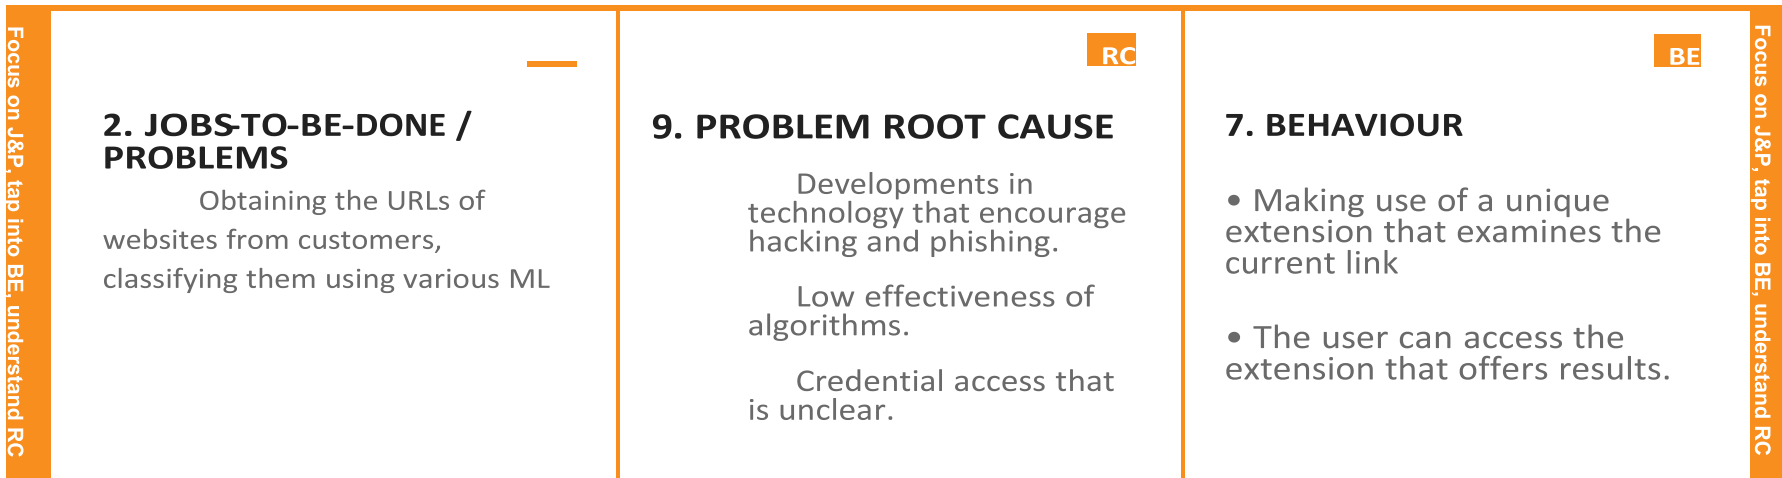 Focus on J&P, tap into BE, understand RC
2. JOBS-TO-BE-DONE /
PROBLEMS
Obtaining the URLs of
websites from customers,
classifying them using various ML
RC
9. PROBLEM ROOT CAUSE
Developments in
technology that encourage
hacking and phishing.
Low effectiveness of
algorithms.
Credential access that
is unclear.
BE
7. BEHAVIOUR
• Making use of a unique
extension that examines the
current link
• The user can access the
extension that offers results.
Focus on J&P, tap into BE, understand RC